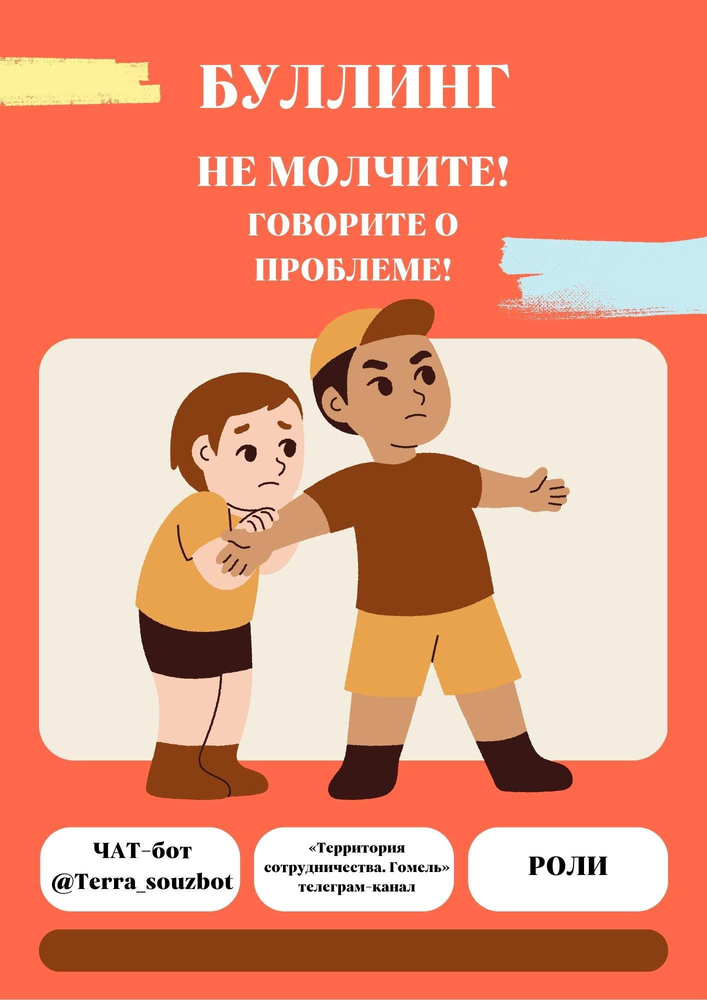 БУЛЛИНГ
НЕ МОЛЧИТЕ!
ГОВОРИТЕ О
ПРОБЛЕМЕ!
ЧАТ-бот
@Terra_souzbot
«Территория
сотрудничества. Гомель»
телеграм-канал
РОЛИ